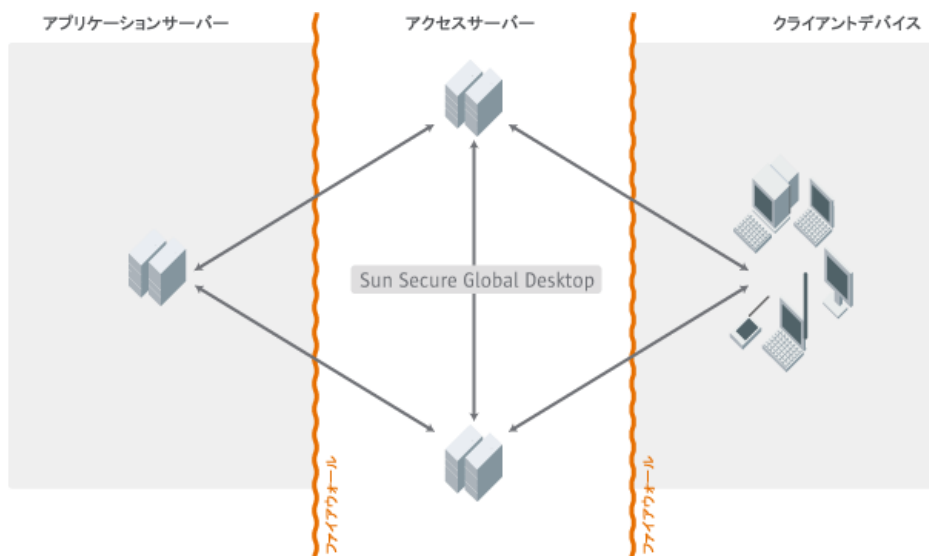 アプリケーションサーバー
アクセスサーバー
クライアントデバイス
Sun Secure Global Desktop
ファイアウォール
ファイアウォール